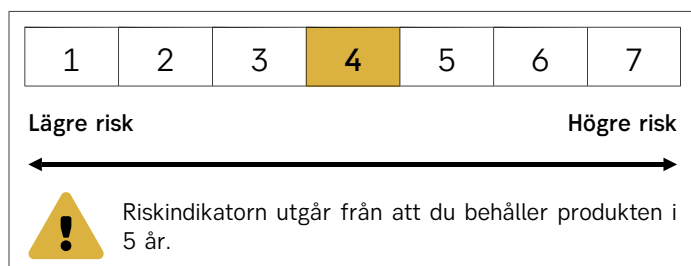 1 2 3 4 5 6 7
Lägre risk Högre risk
Riskindikatorn utgår från att du behåller produkten i
5 år.